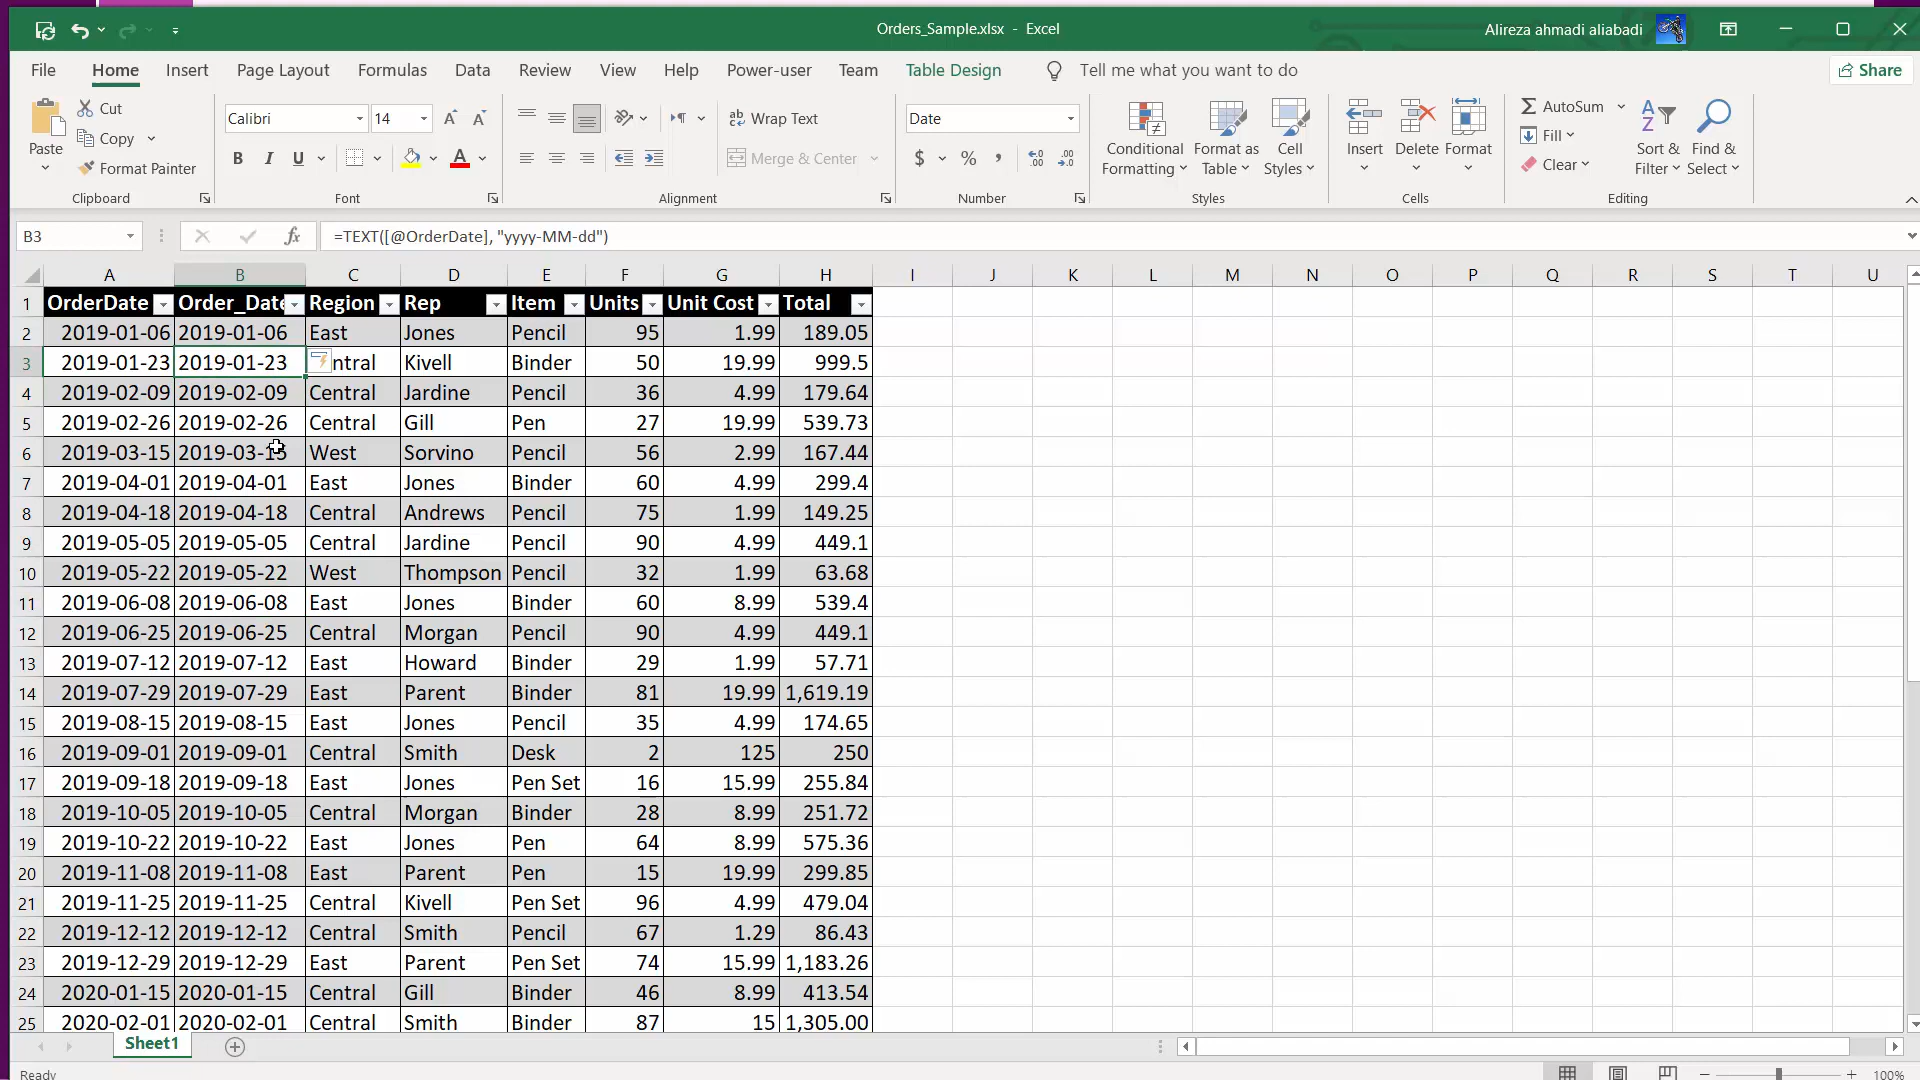 Orders_Sample.xlsx - Excel
Alireza ahmadi aliabadi
File Home Insert Page Layout Formulas Data Review View Help Power-user Team Table Design Tell me what you want to do Share
Paste
Cut
Copy
Format Painter
Clipboard
Calibri 14
B I U
Font
Wrap Text
Merge & Center
Alignment
Date
$ % ,
Number
Conditional Formatting
Format as Table
Cell Styles
Styles
Insert Delete Format
Cells
AutoSum
Fill
Clear
Sort & Filter
Find & Select
Editing
B3 fx =TEXT([@OrderDate], "yyyy-MM-dd")
A B C D E F G H I J K L M N O P Q R S T U
1 OrderDate Order_Date Region Rep Item Units Unit Cost Total
2 2019-01-06 2019-01-06 East Jones Pencil 95 1.99 189.05
3 2019-01-23 2019-01-23 ntral Kivell Binder 50 19.99 999.5
4 2019-02-09 2019-02-09 Central Jardine Pencil 36 4.99 179.64
5 2019-02-26 2019-02-26 Central Gill Pen 27 19.99 539.73
6 2019-03-15 2019-03-15 West Sorvino Pencil 56 2.99 167.44
7 2019-04-01 2019-04-01 East Jones Binder 60 4.99 299.4
8 2019-04-18 2019-04-18 Central Andrews Pencil 75 1.99 149.25
9 2019-05-05 2019-05-05 Central Jardine Pencil 90 4.99 449.1
10 2019-05-22 2019-05-22 West Thompson Pencil 32 1.99 63.68
11 2019-06-08 2019-06-08 East Jones Binder 60 8.99 539.4
12 2019-06-25 2019-06-25 Central Morgan Pencil 90 4.99 449.1
13 2019-07-12 2019-07-12 East Howard Binder 29 1.99 57.71
14 2019-07-29 2019-07-29 East Parent Binder 81 19.99 1,619.19
15 2019-08-15 2019-08-15 East Jones Pencil 35 4.99 174.65
16 2019-09-01 2019-09-01 Central Smith Desk 2 125 250
17 2019-09-18 2019-09-18 East Jones Pen Set 16 15.99 255.84
18 2019-10-05 2019-10-05 Central Morgan Binder 28 8.99 251.72
19 2019-10-22 2019-10-22 East Jones Pen 64 8.99 575.36
20 2019-11-08 2019-11-08 East Parent Pen 15 19.99 299.85
21 2019-11-25 2019-11-25 Central Kivell Pen Set 96 4.99 479.04
22 2019-12-12 2019-12-12 Central Smith Pencil 67 1.29 86.43
23 2019-12-29 2019-12-29 East Parent Pen Set 74 15.99 1,183.26
24 2020-01-15 2020-01-15 Central Gill Binder 46 8.99 413.54
25 2020-02-01 2020-02-01 Central Smith Binder 87 15 1,305.00
Sheet1
Ready
100%